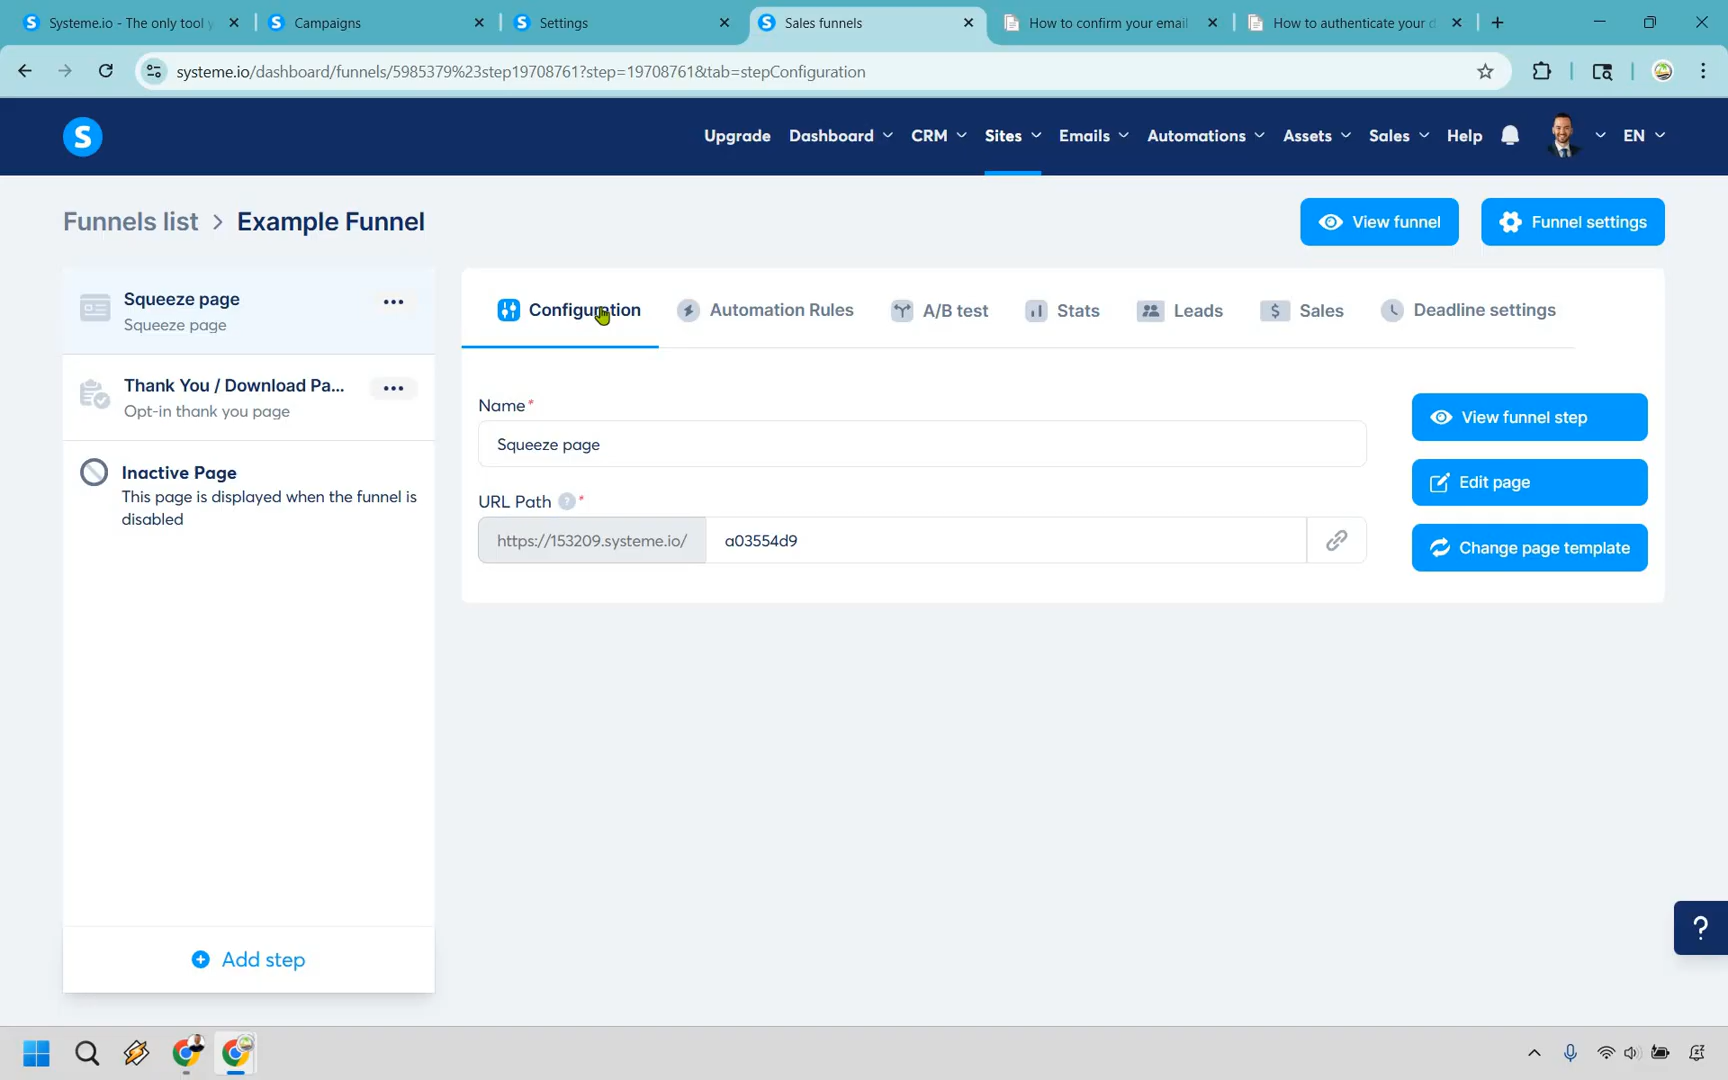 Systeme.io - The only tool y
Campaigns
Settings
Sales funnels
How to confirm your email
How to authenticate your d
systeme.io/dashboard/funnels/5985379%23step19708761?step=19708761&tab=stepConfiguration
S
Upgrade
Dashboard
CRM
Sites
Emails
Automations
Assets
Sales
Help
EN
Funnels list > Example Funnel
View funnel
Funnel settings
Squeeze page
Squeeze page
Thank You / Download Pa...
Opt-in thank you page
Inactive Page
This page is displayed when the funnel is
disabled
Add step
Configuration
Automation Rules
A/B test
Stats
Leads
Sales
Deadline settings
Name*
Squeeze page
URL Path ? *
https://153209.systeme.io/
a03554d9
View funnel step
Edit page
Change page template
?